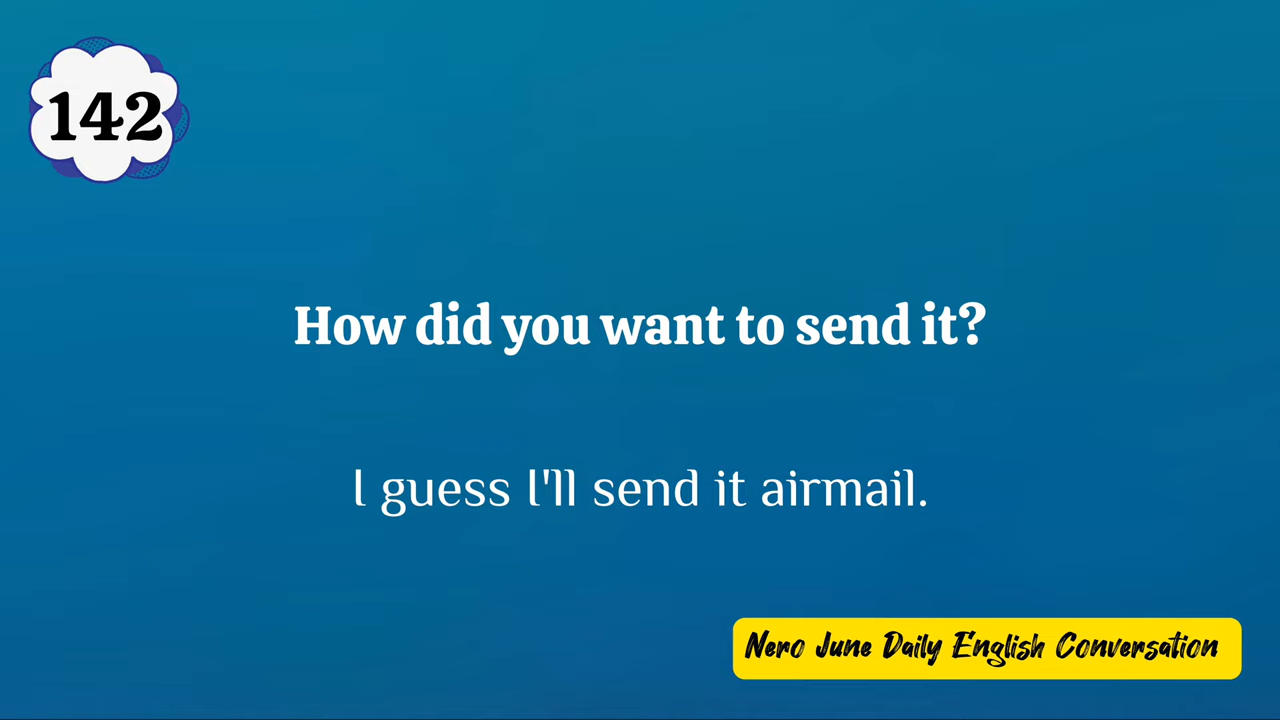 142
How did you want to send it?
I guess I'll send it airmail.
Nero June Daily English Conversation